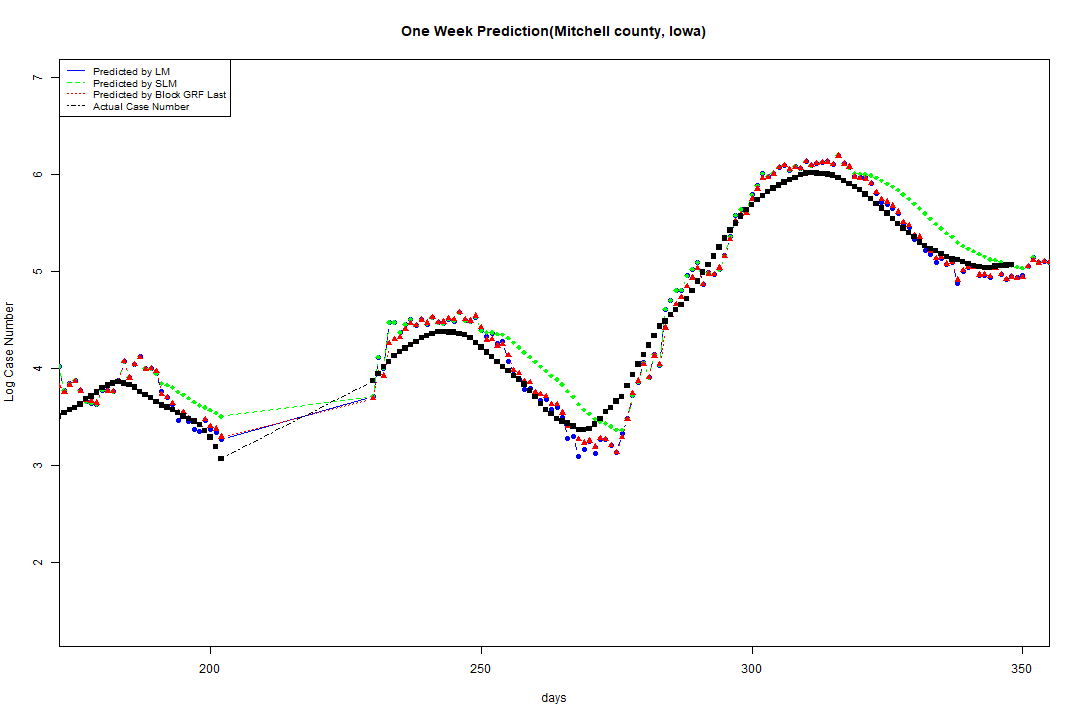 One Week Prediction(Mitchell county, Iowa)
Predicted by LM
Predicted by SLM
Predicted by Block GRF Last
Actual Case Number
7
6
5
4
3
2
Log Case Number
200
250
300
350
days